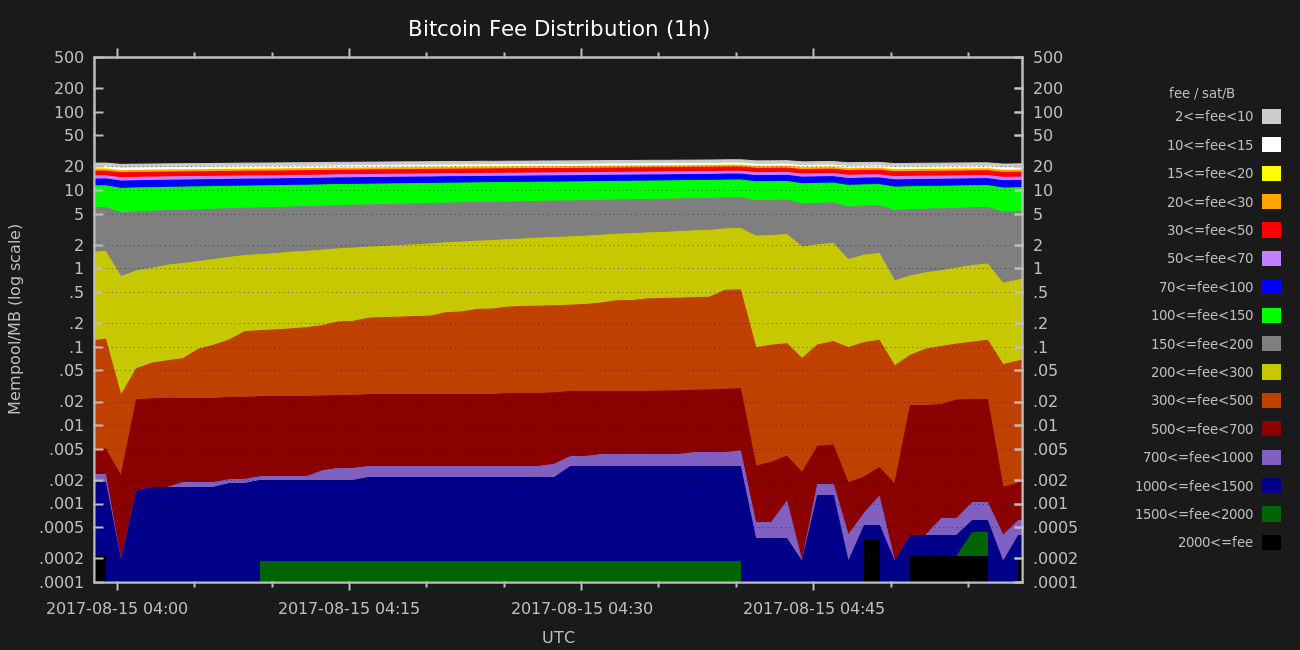 Bitcoin Fee Distribution (1h)
500 500
200 200
100 100
50 50
20 20
10 10
5 5
2 2
1 1
.5 .5
.2 .2
.1 .1
.05 .05
.02 .02
.01 .01
.005 .005
.002 .002
.001 .001
.0005 .0005
.0002 .0002
.0001 .0001
Mempool/MB (log scale)
2017-08-15 04:00 2017-08-15 04:15 2017-08-15 04:30 2017-08-15 04:45
UTC
fee / sat/B
2<=fee<10
10<=fee<15
15<=fee<20
20<=fee<30
30<=fee<50
50<=fee<70
70<=fee<100
100<=fee<150
150<=fee<200
200<=fee<300
300<=fee<500
500<=fee<700
700<=fee<1000
1000<=fee<1500
1500<=fee<2000
2000<=fee